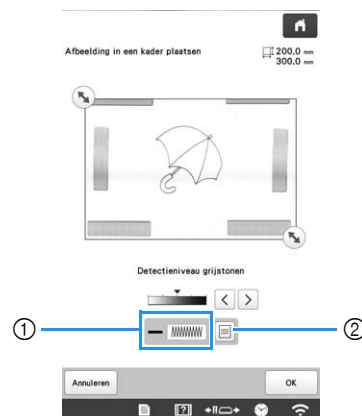 Afbeelding in een kader plaatsen
200.0 mm
300.0 mm
Detectieniveau grijstonen
① ②
Annuleren OK